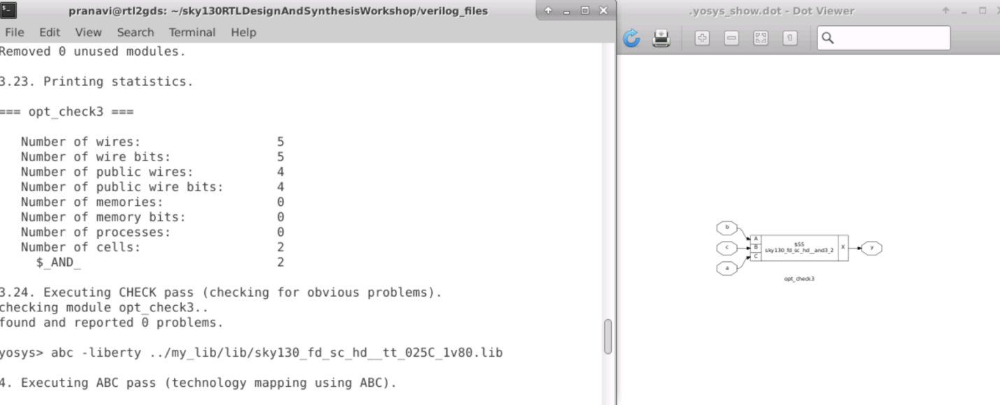 pranavi@rtl2gds: ~/sky130RTLDesignAndSynthesisWorkshop/verilog_files
File Edit View Search Terminal Help
Removed 0 unused modules.
3.23. Printing statistics.
=== opt_check3 ===
Number of wires: 5
Number of wire bits: 5
Number of public wires: 4
Number of public wire bits: 4
Number of memories: 0
Number of memory bits: 0
Number of processes: 0
Number of cells: 2
$_AND_ 2
3.24. Executing CHECK pass (checking for obvious problems).
checking module opt_check3..
found and reported 0 problems.
yosys> abc -liberty ../my_lib/lib/sky130_fd_sc_hd__tt_025C_1v80.lib
4. Executing ABC pass (technology mapping using ABC).
.yosys_show.dot - Dot Viewer
b
c
a
A
B
C
$55
sky130_fd_sc_hd__and3_2
X
y
opt_check3